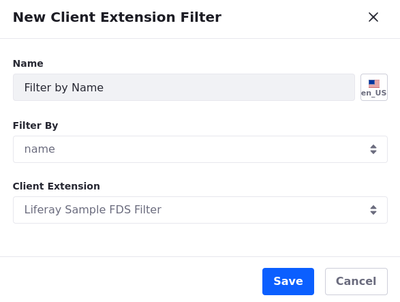 New Client Extension Filter
Name
Filter by Name
en_US
Filter By
name
Client Extension
Liferay Sample FDS Filter
Save
Cancel